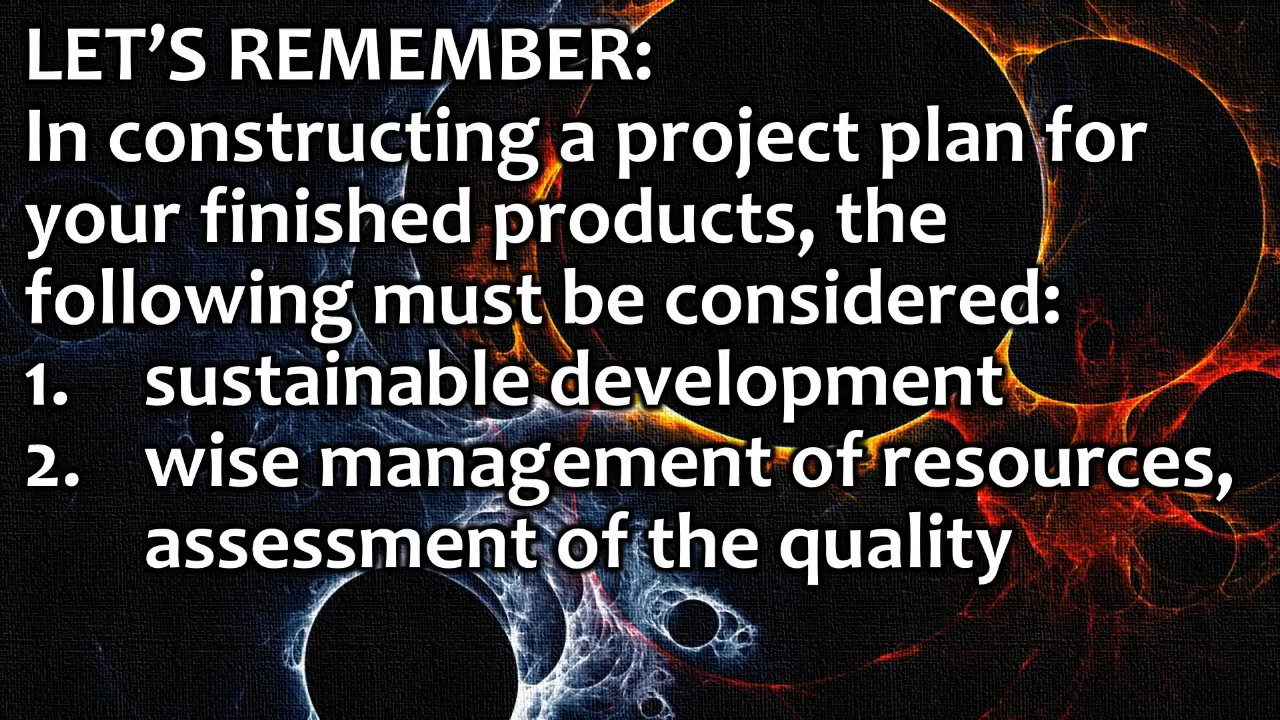 LET’S REMEMBER:
In constructing a project plan for
your finished products, the
following must be considered:
1. sustainable development
2. wise management of resources,
assessment of the quality